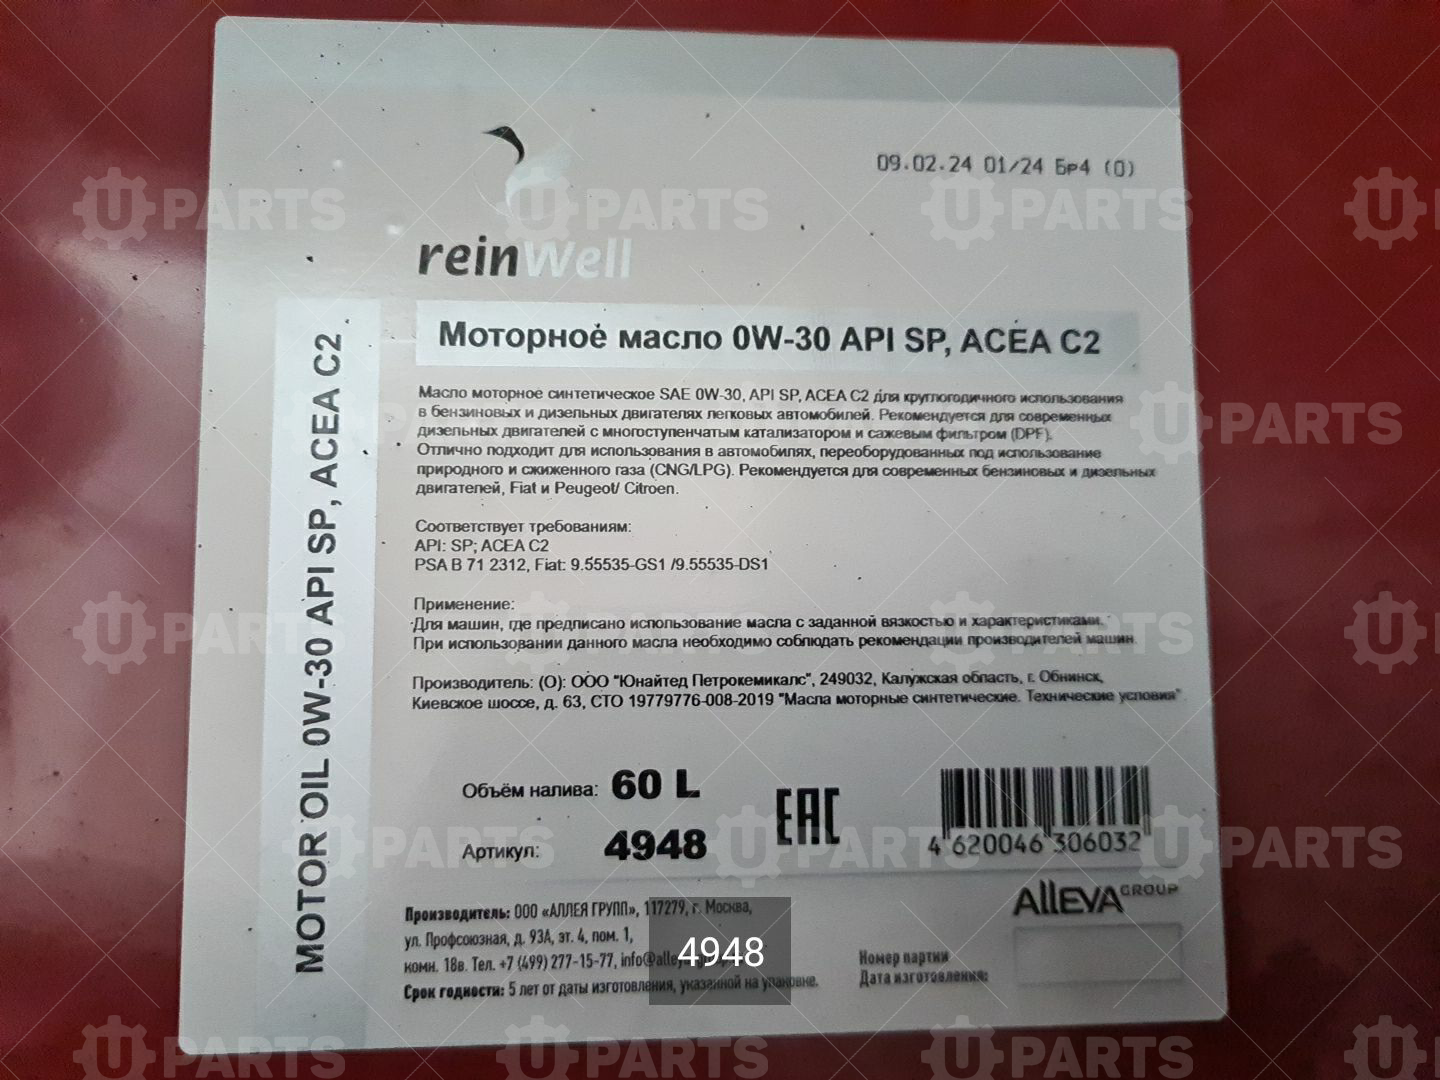 09.02.24 01/24 Бр4 (0)
reinWell
Моторное масло 0W-30 API SP, ACEA C2
MOTOR OIL 0W-30 API SP, ACEA C2
Масло моторное синтетическое SAE 0W-30, API SP, ACEA C2 для круглогодичного использования
в бензиновых и дизельных двигателях легковых автомобилей. Рекомендуется для современных
дизельных двигателей с многоступенчатым катализатором и сажевым фильтром (DPF).
Отлично подходит для использования в автомобилях, переоборудованных под использование
природного и сжиженного газа (CNG/LPG). Рекомендуется для современных бензиновых и дизельных
двигателей, Fiat и Peugeot/ Citroen.
Соответствует требованиям:
API: SP; ACEA C2
PSA B 71 2312, Fiat: 9.55535-GS1 /9.55535-DS1
Применение:
Для машин, где предписано использование масла с заданной вязкостью и характеристиками.
При использовании данного масла необходимо соблюдать рекомендации производителей машин.
Производитель: (О): ООО "Юнайтед Петрокемикалс", 249032, Калужская область, г. Обнинск,
Киевское шоссе, д. 63, СТО 19779776-008-2019 "Масла моторные синтетические. Технические условия"
Объём налива: 60 L
Артикул: 4948
EAC
4 620046 306032
AllEVA GROUP
Производитель: ООО «АЛЛЕЯ ГРУПП», 117279, г. Москва,
ул. Профсоюзная, д. 93А, эт. 4, пом. 1,
комн. 18в. Тел. +7 (499) 277-15-77,
Срок годности: 5 лет от даты изготовления, указанной на упаковке.
Номер партии
Дата изготовления:
4948
UPARTS